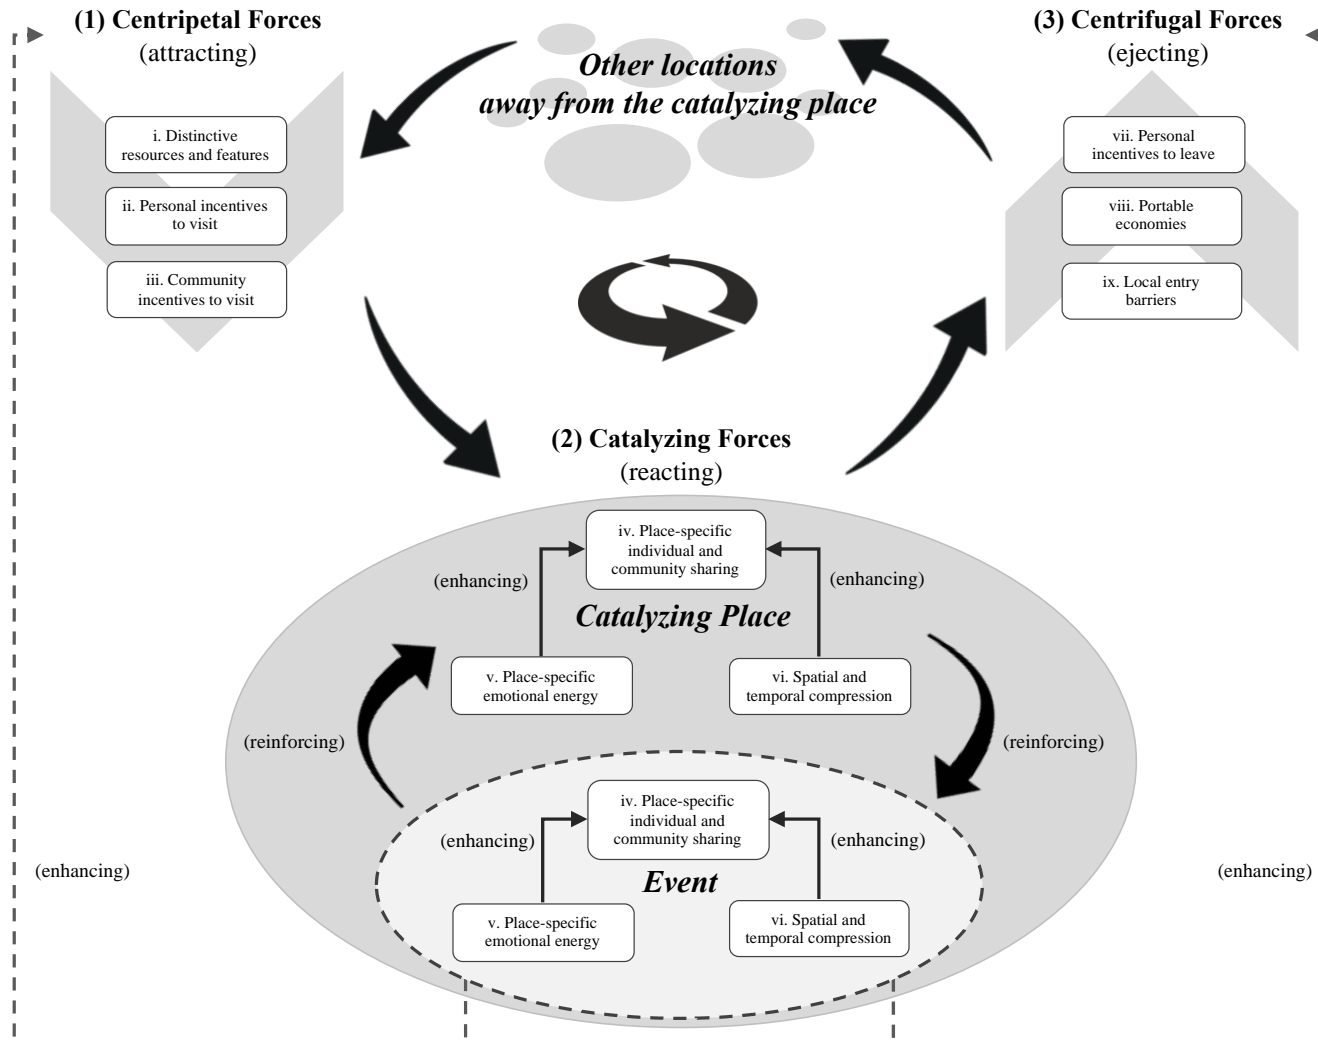 (1) Centripetal Forces
(attracting)
i. Distinctive
resources and features
ii. Personal incentives
to visit
iii. Community
incentives to visit
Other locations
away from the catalyzing place
(3) Centrifugal Forces
(ejecting)
vii. Personal
incentives to leave
viii. Portable
economies
ix. Local entry
barriers
(2) Catalyzing Forces
(reacting)
iv. Place-specific
individual and
community sharing
(enhancing)
(enhancing)
Catalyzing Place
v. Place-specific
emotional energy
vi. Spatial and
temporal compression
(reinforcing)
(reinforcing)
iv. Place-specific
individual and
community sharing
(enhancing)
(enhancing)
Event
v. Place-specific
emotional energy
vi. Spatial and
temporal compression
(enhancing)
(enhancing)